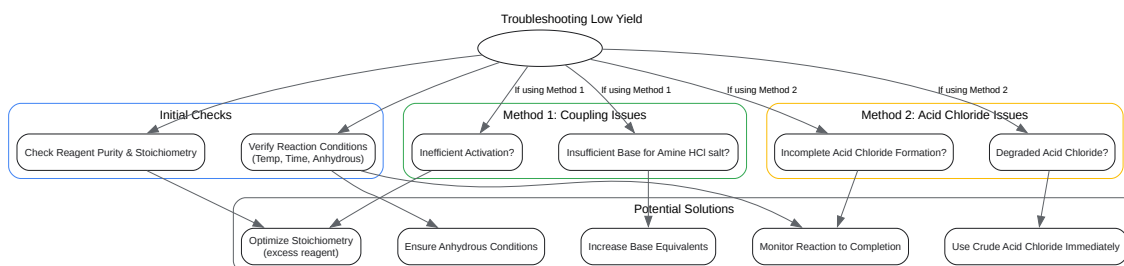 Troubleshooting Low Yield
If using Method 1
If using Method 1
If using Method 2
If using Method 2
Initial Checks
Method 1: Coupling Issues
Method 2: Acid Chloride Issues
Check Reagent Purity & Stoichiometry
Verify Reaction Conditions
(Temp, Time, Anhydrous)
Inefficient Activation?
Insufficient Base for Amine HCl salt?
Incomplete Acid Chloride Formation?
Degraded Acid Chloride?
Potential Solutions
Optimize Stoichiometry
(excess reagent)
Ensure Anhydrous Conditions
Increase Base Equivalents
Monitor Reaction to Completion
Use Crude Acid Chloride Immediately